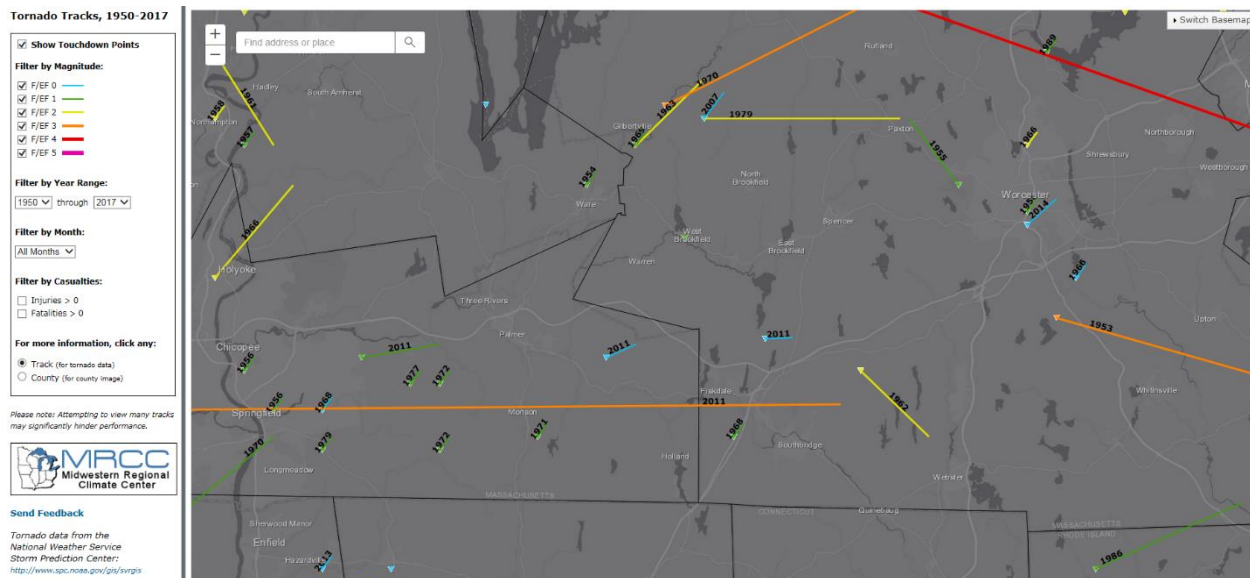 Tornado Tracks, 1950-2017
Show Touchdown Points
Filter by Magnitude:
F/EF 0
F/EF 1
F/EF 2
F/EF 3
F/EF 4
F/EF 5
Filter by Year Range:
1950 through 2017
Filter by Month:
All Months
Filter by Casualties:
Injuries > 0
Fatalities > 0
For more information, click any:
Track (for tornado data)
County (for county image)
Please note: Attempting to view many tracks
may significantly hinder performance.
MRCC
Midwestern Regional
Climate Center
Send Feedback
Tornado data from the
National Weather Service
Storm Prediction Center:
http://www.spc.noaa.gov/gis/svrgis
+
−
Find address or place
Switch Basemap
Rutland
1989
Hadley
South Amherst
1961
1958
Northampton
1957
1970
1963
2007
Gilbertville
1979
Paxton
1955
1966
Northborough
Shrewsbury
Westborough
1954
Ware
North
Brookfield
Worcester
2014
Spencer
West
Brookfield
East
Brookfield
Warren
1966
Holyoke
1966
Three Rivers
Palmer
1953
Upton
Chicopee
1956
2011
2011
2011
1977
1972
Fiskdale
Whitinsville
1956
1968
Springfield
Monson
2011
1962
1970
1979
1972
1971
1968
Southbridge
Longmeadow
Holland
Webster
MASSACHUSETTS
CONNECTICUT
Quinebaug
Sherwood Manor
Enfield
MASSACHUSETTS
RHODE ISLAND
Hazardville
2013
1986